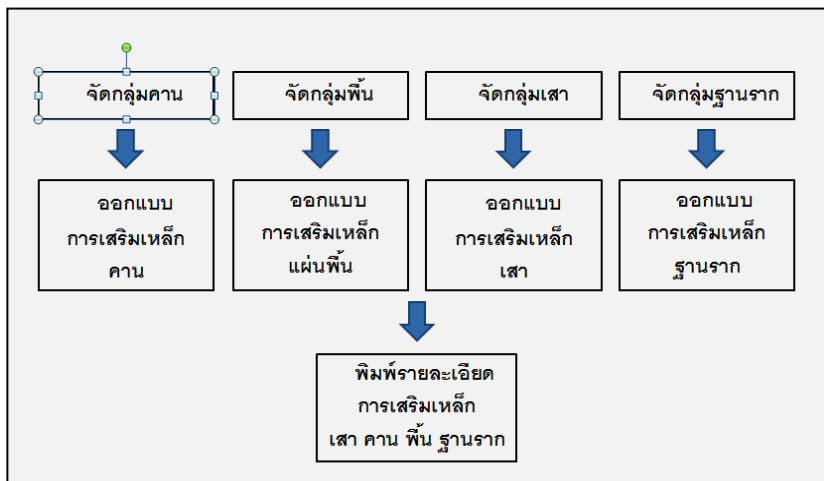 จัดกลุ่มคาน
จัดกลุ่มพื้น
จัดกลุ่มเสา
จัดกลุ่มฐานราก
ออกแบบ
การเสริมเหล็ก
คาน
ออกแบบ
การเสริมเหล็ก
แผ่นพื้น
ออกแบบ
การเสริมเหล็ก
เสา
ออกแบบ
การเสริมเหล็ก
ฐานราก
พิมพ์รายละเอียด
การเสริมเหล็ก
เสา คาน พื้น ฐานราก